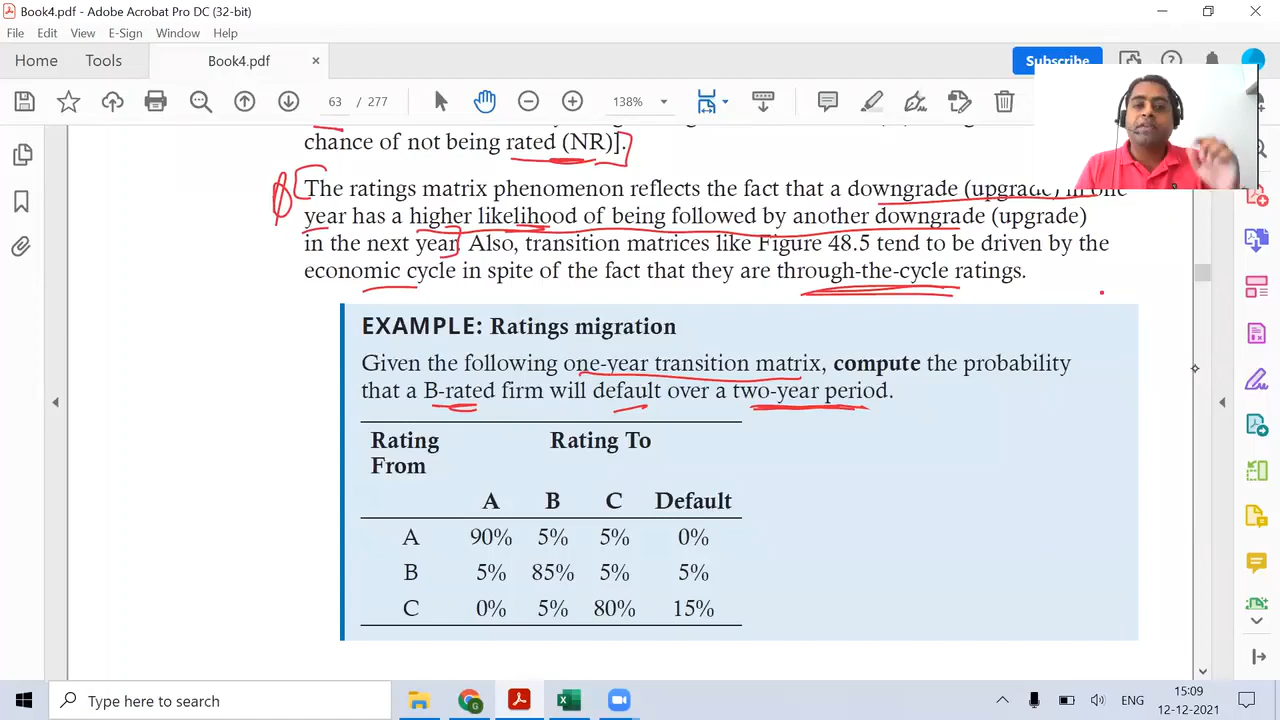 Book4.pdf - Adobe Acrobat Pro DC (32-bit)
File Edit View E-Sign Window Help
Home Tools Book4.pdf × Subscribe
63 / 277 138%
chance of not being rated (NR)].
The ratings matrix phenomenon reflects the fact that a downgrade (upgrade) in one
year has a higher likelihood of being followed by another downgrade (upgrade)
in the next year. Also, transition matrices like Figure 48.5 tend to be driven by the
economic cycle in spite of the fact that they are through-the-cycle ratings.
EXAMPLE: Ratings migration
Given the following one-year transition matrix, compute the probability
that a B-rated firm will default over a two-year period.
Rating Rating To
From
A B C Default
A 90% 5% 5% 0%
B 5% 85% 5% 5%
C 0% 5% 80% 15%
Type here to search
ENG
15:09
12-12-2021